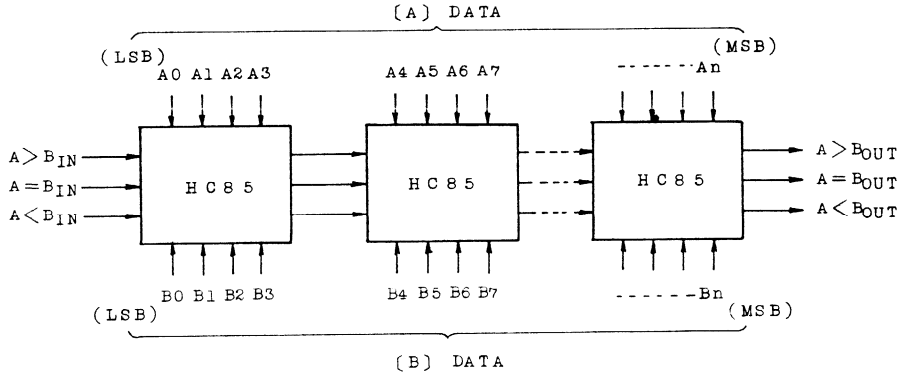 [A] DATA
(LSB) (MSB)
A0 A1 A2 A3 A4 A5 A6 A7 -------- An
A>BIN HC85 HC85 HC85 A>BOUT
A=BIN A=BOUT
A<BIN A<BOUT
B0 B1 B2 B3 B4 B5 B6 B7 -------- Bn
(LSB) (MSB)
[B] DATA